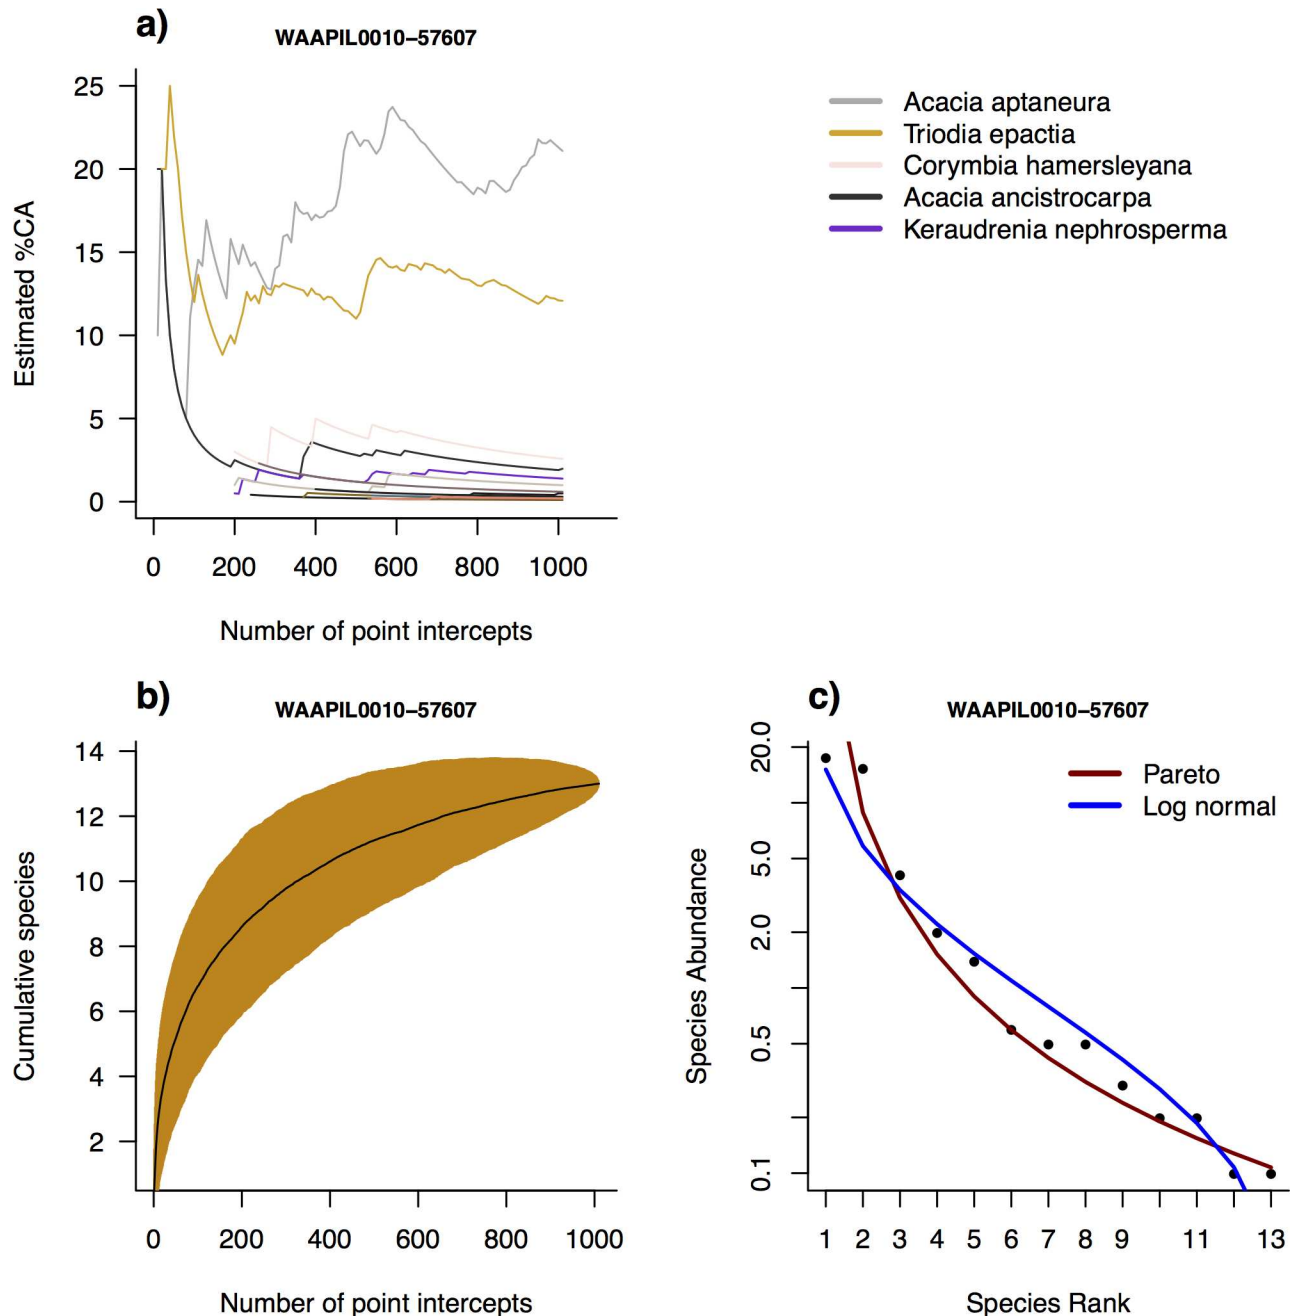 a)
WAAPIL0010−57607
25
20
15
10
5
0
Estimated %CA
0 200 400 600 800 1000
Number of point intercepts
Acacia aptaneura
Triodia epactia
Corymbia hamersleyana
Acacia ancistrocarpa
Keraudrenia nephrosperma
b)
WAAPIL0010−57607
14
12
10
8
6
4
2
Cumulative species
0 200 400 600 800 1000
Number of point intercepts
c)
WAAPIL0010−57607
20.0
5.0
2.0
0.5
0.1
Species Abundance
Pareto
Log normal
1 2 3 4 5 6 7 8 9 11 13
Species Rank